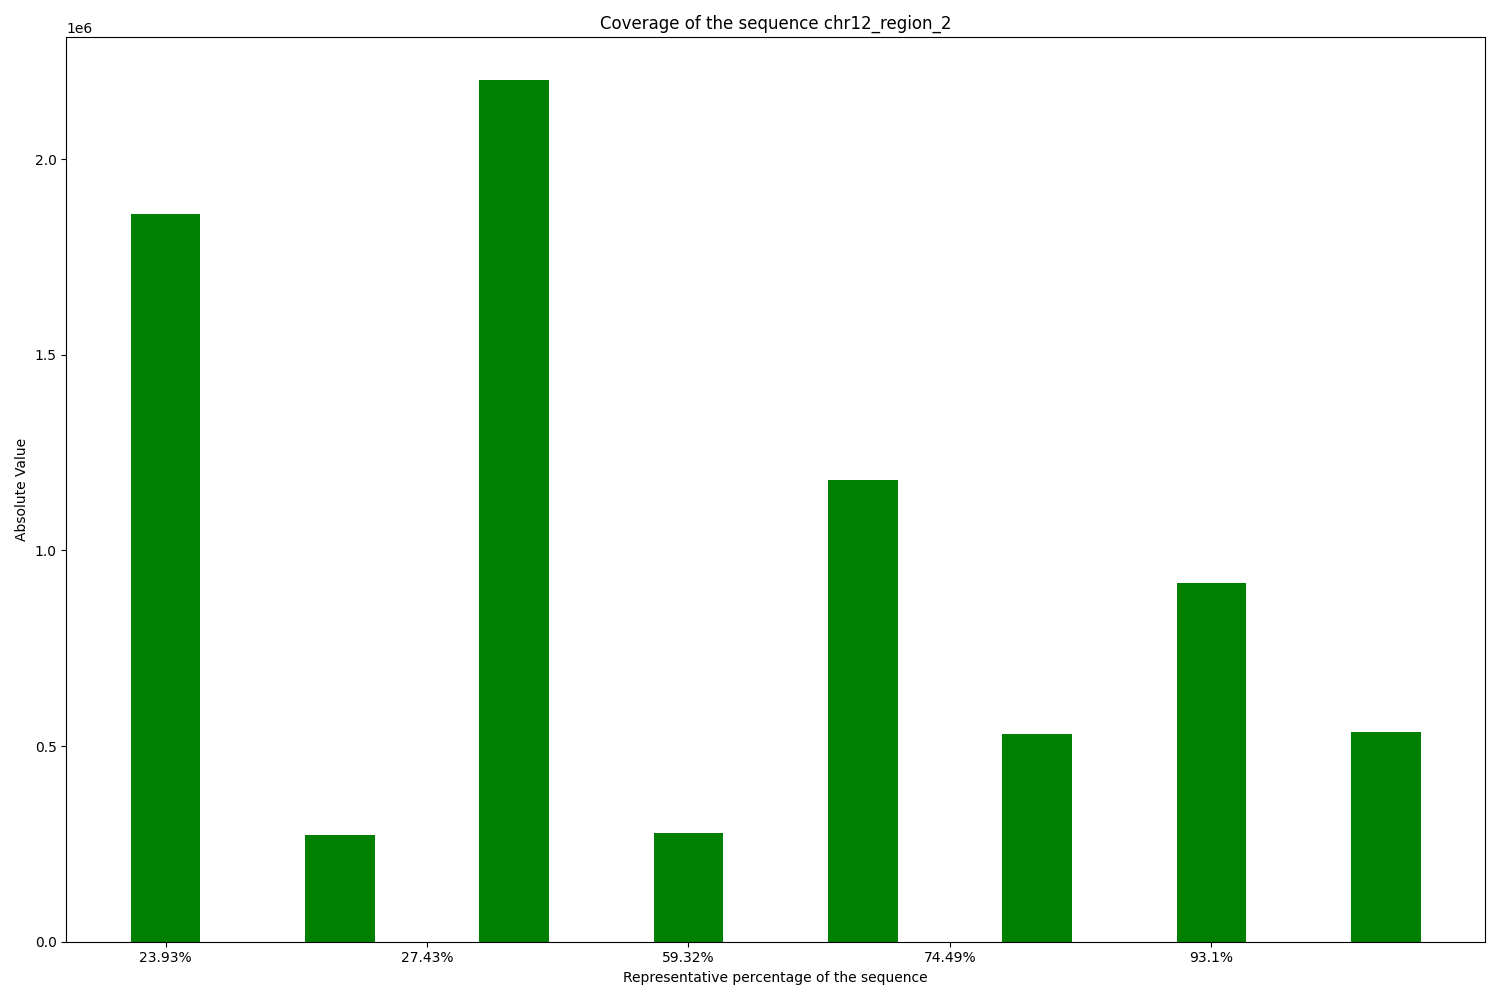 Coverage of the sequence chr12_region_2
1e6
2.0
1.5
1.0
0.5
0.0
Absolute Value
23.93% 27.43% 59.32% 74.49% 93.1%
Representative percentage of the sequence